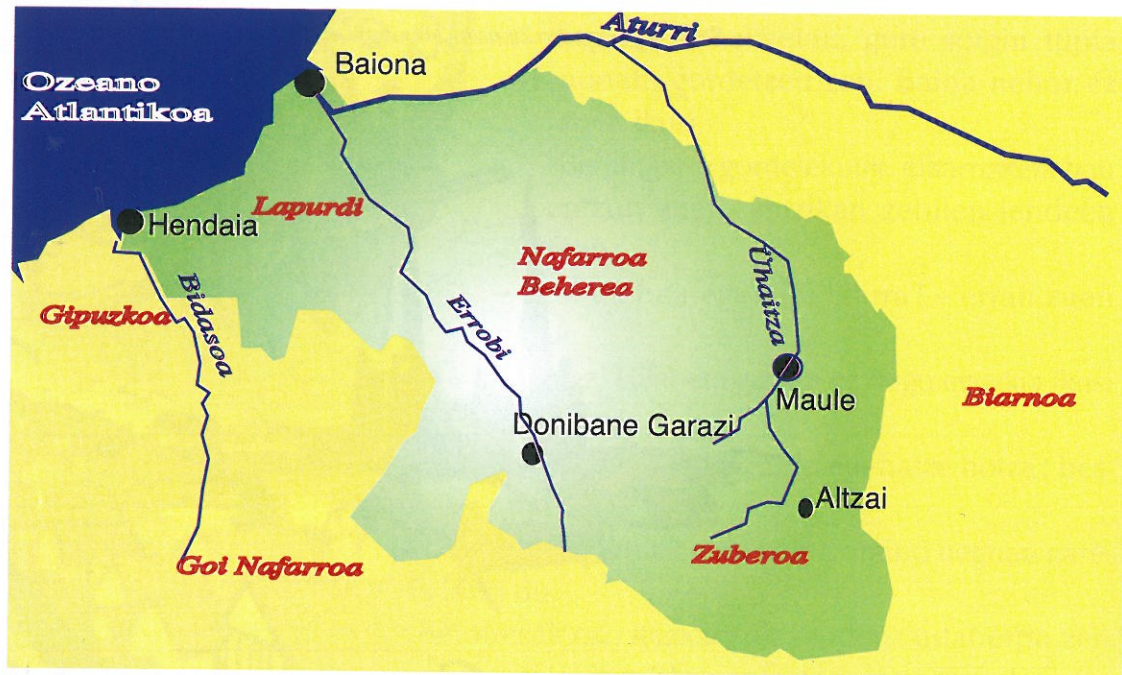 Aturri
Baiona
Ozeano
Atlantikoa
Lapurdi
Hendaia
Nafarroa
Beherea
Uhaitza
Bidasoa
Gipuzkoa
Errobi
Maule
Biarnoa
Donibane Garazi
Altzai
Zuberoa
Goi Nafarroa